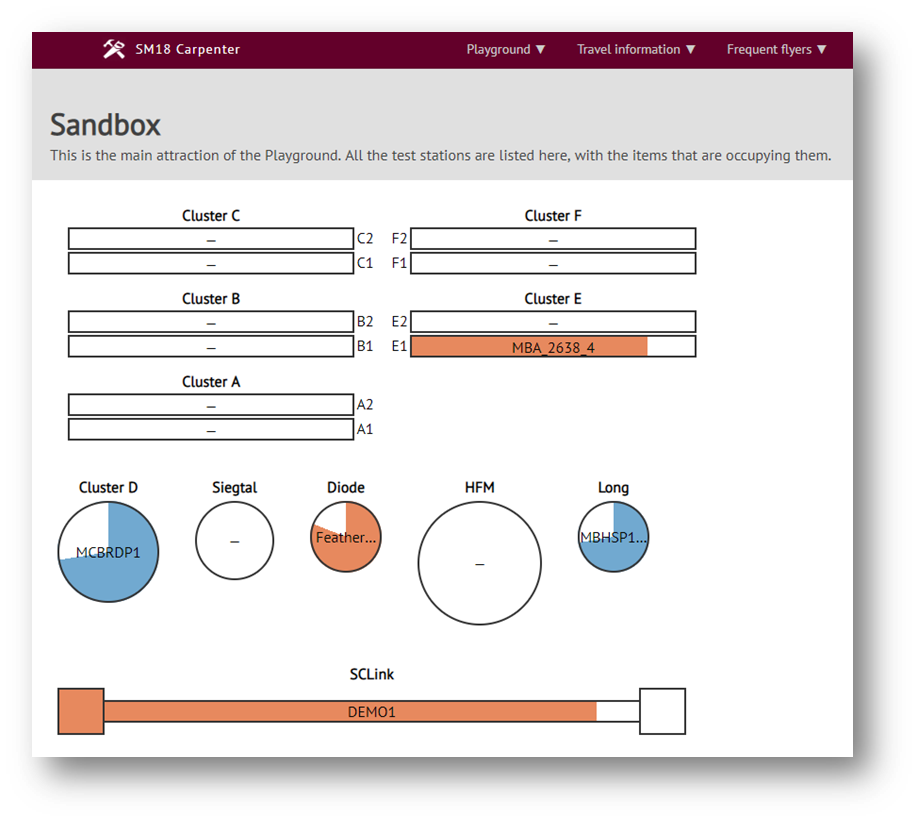 SM18 Carpenter Playground ▼ Travel information ▼ Frequent flyers ▼
Sandbox
This is the main attraction of the Playground. All the test stations are listed here, with the items that are occupying them.
Cluster C Cluster F
— C2 F2 —
— C1 F1 —
Cluster B Cluster E
— B2 E2 —
— B1 E1 MBA_2638_4
Cluster A
— A2
— A1
Cluster D Siegtal Diode HFM Long
MCBRDP1 — Feather... — MBHSP1...
SCLink
DEMO1